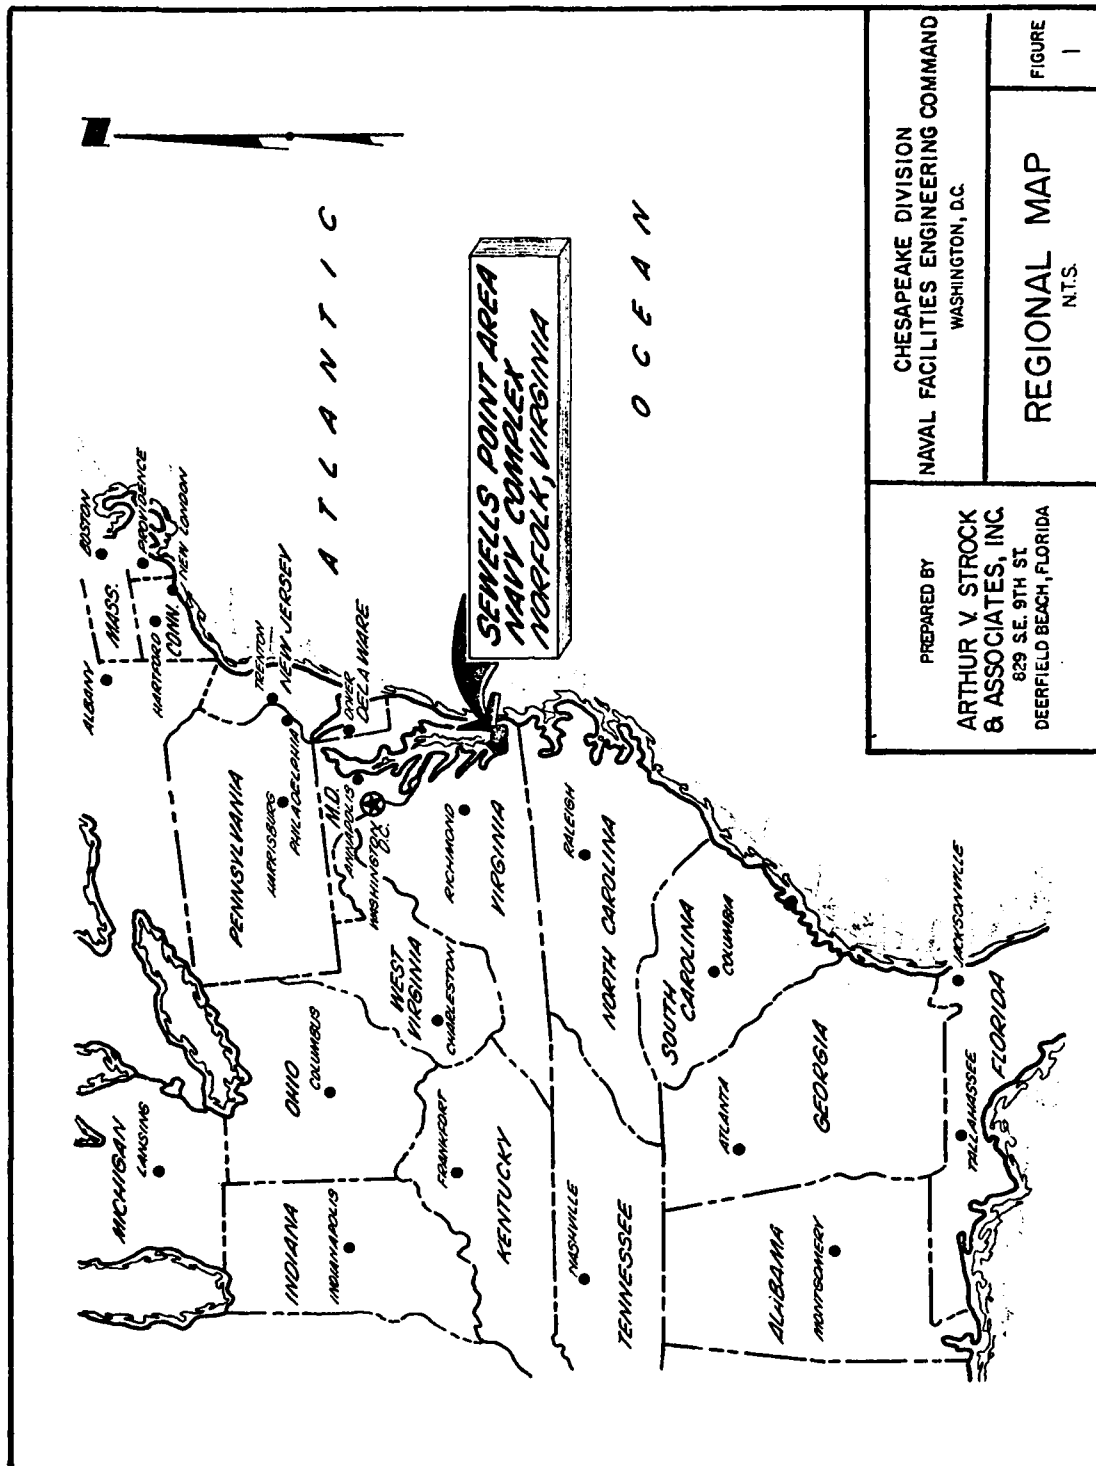 ATLANTIC
OCEAN
SEWELLS POINT AREA
NAVY COMPLEX
NORFOLK, VIRGINIA
MICHIGAN
LANSING
ALBANY
BOSTON
MASS.
PROVIDENCE
HARTFORD
CONN.
NEW LONDON
PENNSYLVANIA
HARRISBURG
PHILADELPHIA
TRENTON
NEW JERSEY
INDIANA
INDIANAPOLIS
OHIO
COLUMBUS
M.D.
ANNAPOLIS
WASHINGTON
D.C.
DOVER
DELAWARE
WEST
VIRGINIA
CHARLESTON
RICHMOND
VIRGINIA
FRANKFORT
KENTUCKY
NASHVILLE
TENNESSEE
RALEIGH
NORTH CAROLINA
SOUTH
CAROLINA
COLUMBIA
ATLANTA
GEORGIA
ALABAMA
MONTGOMERY
TALLAHASSEE
FLORIDA
JACKSONVILLE
PREPARED BY
ARTHUR V. STROCK
& ASSOCIATES, INC.
829 S.E. 9TH ST.
DEERFIELD BEACH, FLORIDA
CHESAPEAKE DIVISION
NAVAL FACILITIES ENGINEERING COMMAND
WASHINGTON, D.C.
REGIONAL MAP
N.T.S.
FIGURE
1